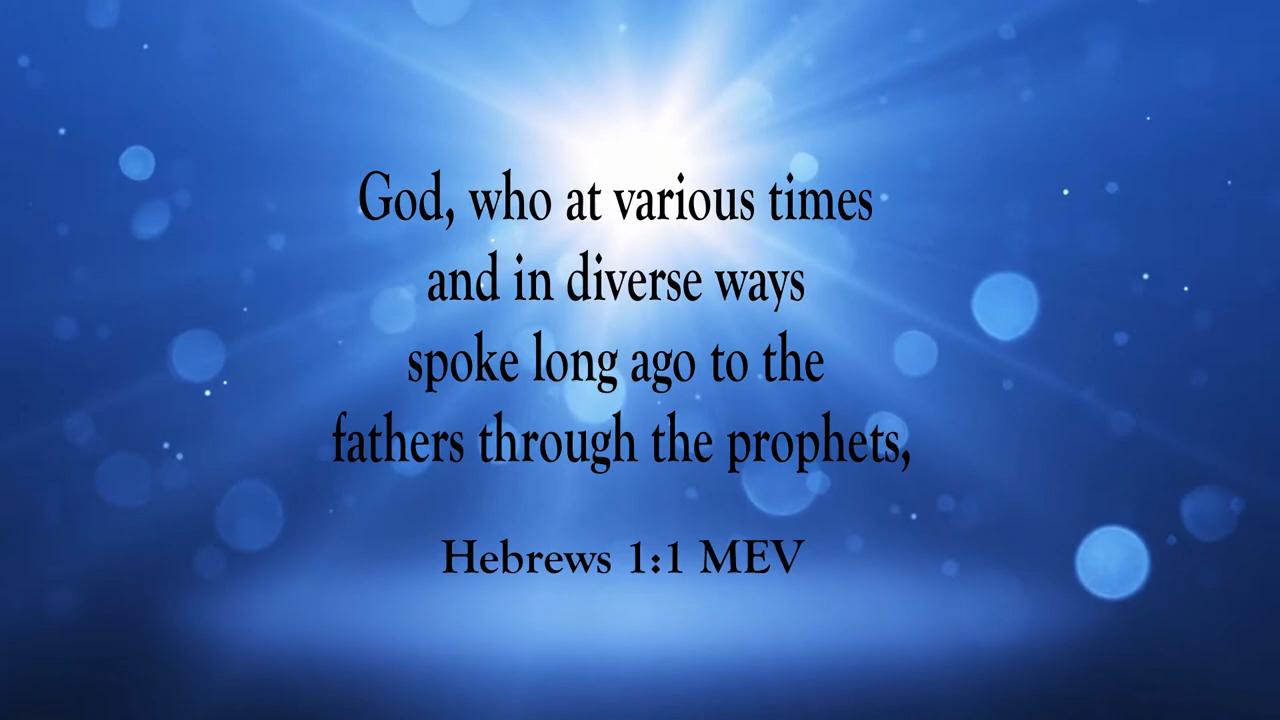 God, who at various times
and in diverse ways
spoke long ago to the
fathers through the prophets,
Hebrews 1:1 MEV